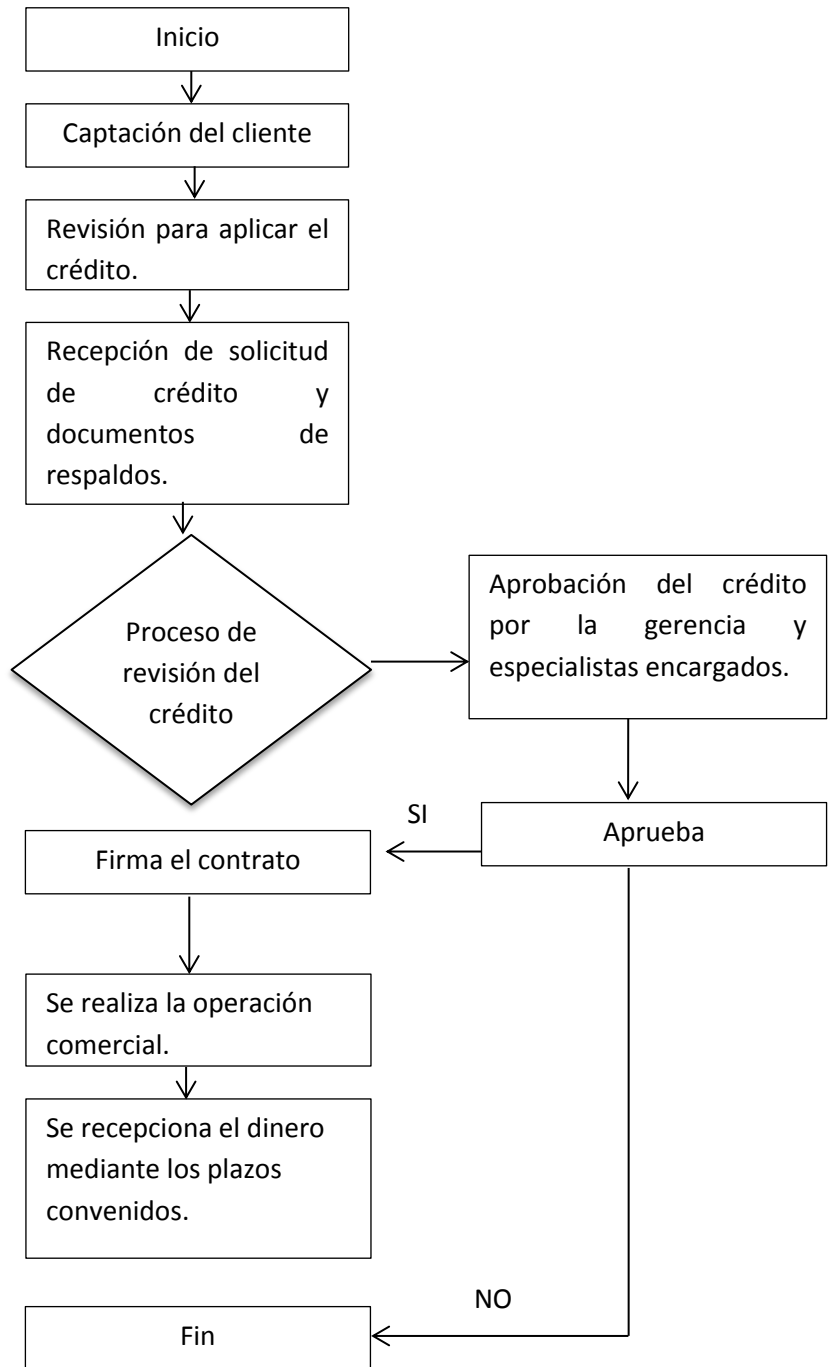 Inicio
Captación del cliente
Revisión para aplicar el
crédito.
Recepción de solicitud
de crédito y
documentos de
respaldos.
Proceso de
revisión del
crédito
Aprobación del crédito
por la gerencia y
especialistas encargados.
Aprueba
SI
Firma el contrato
Se realiza la operación
comercial.
Se recepciona el dinero
mediante los plazos
convenidos.
NO
Fin